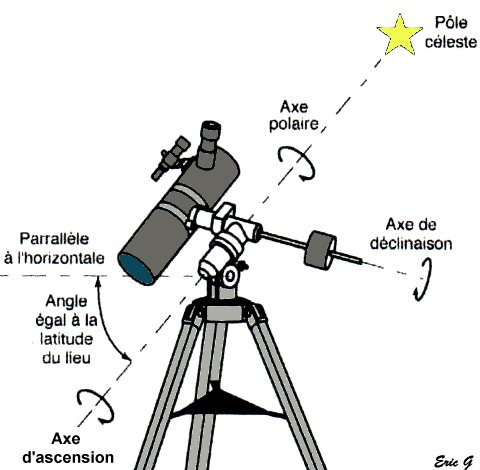 Pôle
céleste
Axe
polaire
Axe de
déclinaison
Parrallèle
à l'horizontale
Angle
égal à la
latitude
du lieu
Axe
d'ascension
Eric G